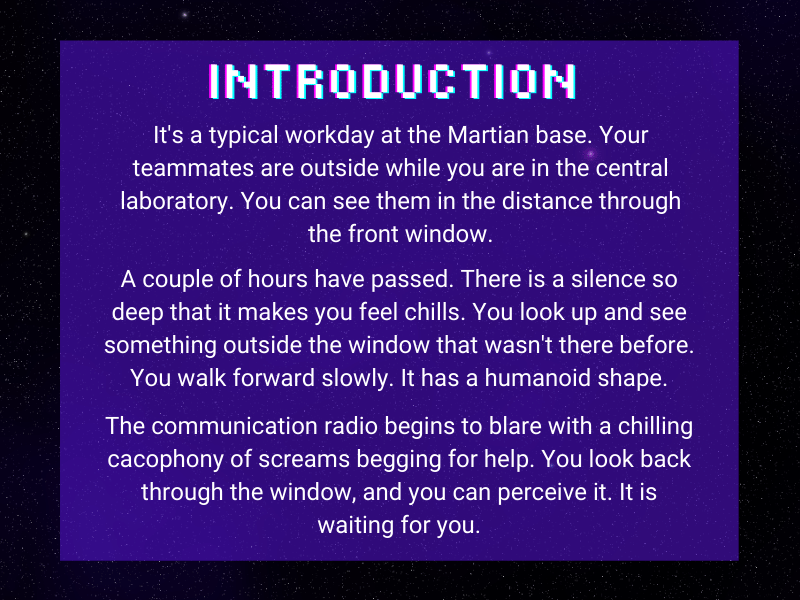 INTRODUCTION
It's a typical workday at the Martian base. Your
teammates are outside while you are in the central
laboratory. You can see them in the distance through
the front window.
A couple of hours have passed. There is a silence so
deep that it makes you feel chills. You look up and see
something outside the window that wasn't there before.
You walk forward slowly. It has a humanoid shape.
The communication radio begins to blare with a chilling
cacophony of screams begging for help. You look back
through the window, and you can perceive it. It is
waiting for you.